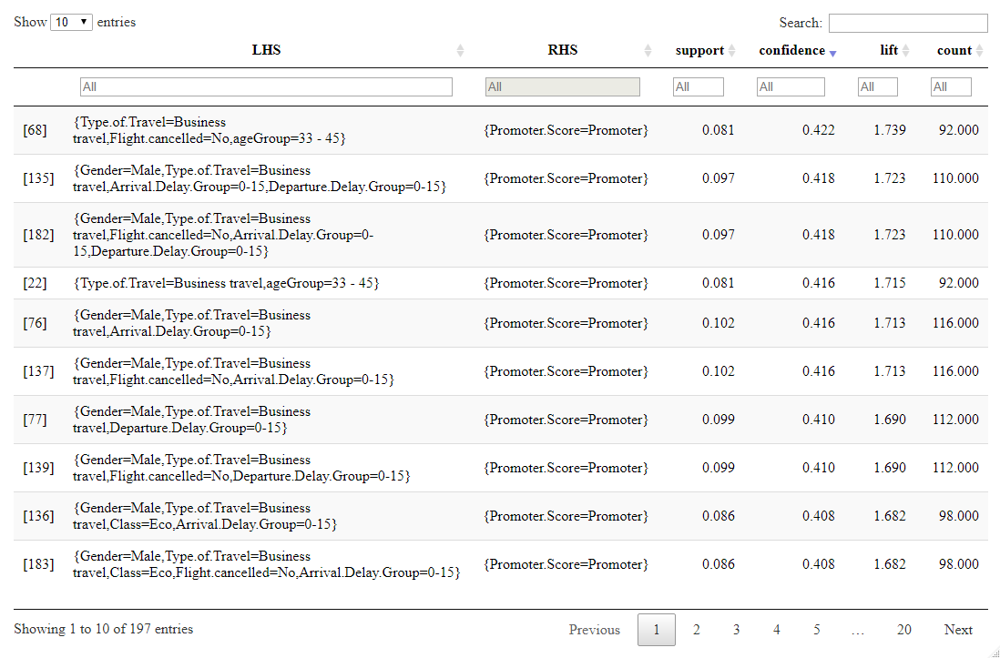 Show 10 entries Search:
LHS RHS support confidence lift count
All All All All All All
[68] {Type.of.Travel=Business
travel,Flight.cancelled=No,ageGroup=33 - 45} {Promoter.Score=Promoter} 0.081 0.422 1.739 92.000
[135] {Gender=Male,Type.of.Travel=Business
travel,Arrival.Delay.Group=0-15,Departure.Delay.Group=0-15} {Promoter.Score=Promoter} 0.097 0.418 1.723 110.000
[182] {Gender=Male,Type.of.Travel=Business
travel,Flight.cancelled=No,Arrival.Delay.Group=0-
15,Departure.Delay.Group=0-15} {Promoter.Score=Promoter} 0.097 0.418 1.723 110.000
[22] {Type.of.Travel=Business travel,ageGroup=33 - 45} {Promoter.Score=Promoter} 0.081 0.416 1.715 92.000
[76] {Gender=Male,Type.of.Travel=Business
travel,Arrival.Delay.Group=0-15} {Promoter.Score=Promoter} 0.102 0.416 1.713 116.000
[137] {Gender=Male,Type.of.Travel=Business
travel,Flight.cancelled=No,Arrival.Delay.Group=0-15} {Promoter.Score=Promoter} 0.102 0.416 1.713 116.000
[77] {Gender=Male,Type.of.Travel=Business
travel,Departure.Delay.Group=0-15} {Promoter.Score=Promoter} 0.099 0.410 1.690 112.000
[139] {Gender=Male,Type.of.Travel=Business
travel,Flight.cancelled=No,Departure.Delay.Group=0-15} {Promoter.Score=Promoter} 0.099 0.410 1.690 112.000
[136] {Gender=Male,Type.of.Travel=Business
travel,Class=Eco,Arrival.Delay.Group=0-15} {Promoter.Score=Promoter} 0.086 0.408 1.682 98.000
[183] {Gender=Male,Type.of.Travel=Business
travel,Class=Eco,Flight.cancelled=No,Arrival.Delay.Group=0-15} {Promoter.Score=Promoter} 0.086 0.408 1.682 98.000
Showing 1 to 10 of 197 entries Previous 1 2 3 4 5 … 20 Next